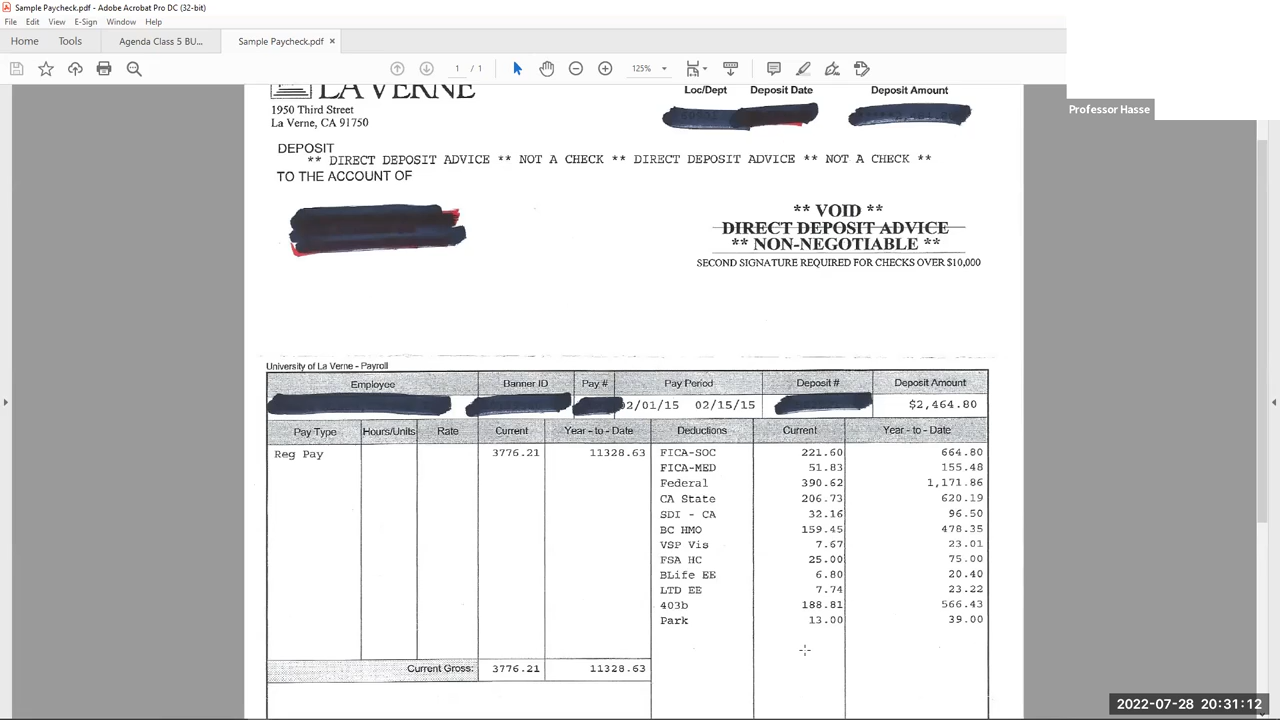 Sample Paycheck.pdf - Adobe Acrobat Pro DC (32-bit)
File Edit View E-Sign Window Help
Home Tools Agenda Class 5 BU... Sample Paycheck.pdf ×
1 / 1 125%
Professor Hasse
LA VERNE
1950 Third Street
La Verne, CA 91750
Loc/Dept Deposit Date Deposit Amount
DEPOSIT
** DIRECT DEPOSIT ADVICE ** NOT A CHECK ** DIRECT DEPOSIT ADVICE ** NOT A CHECK **
TO THE ACCOUNT OF
** VOID **
DIRECT DEPOSIT ADVICE
** NON-NEGOTIABLE **
SECOND SIGNATURE REQUIRED FOR CHECKS OVER $10,000
University of La Verne - Payroll
Employee Banner ID Pay # Pay Period Deposit # Deposit Amount
02/01/15 02/15/15 $2,464.80
Pay Type Hours/Units Rate Current Year - to - Date Deductions Current Year - to - Date
Reg Pay 3776.21 11328.63 FICA-SOC 221.60 664.80
FICA-MED 51.83 155.48
Federal 390.62 1,171.86
CA State 206.73 620.19
SDI - CA 32.16 96.50
BC HMO 159.45 478.35
VSP Vis 7.67 23.01
FSA HC 25.00 75.00
BLife EE 6.80 20.40
LTD EE 7.74 23.22
403b 188.81 566.43
Park 13.00 39.00
Current Gross: 3776.21 11328.63
2022-07-28 20:31:12